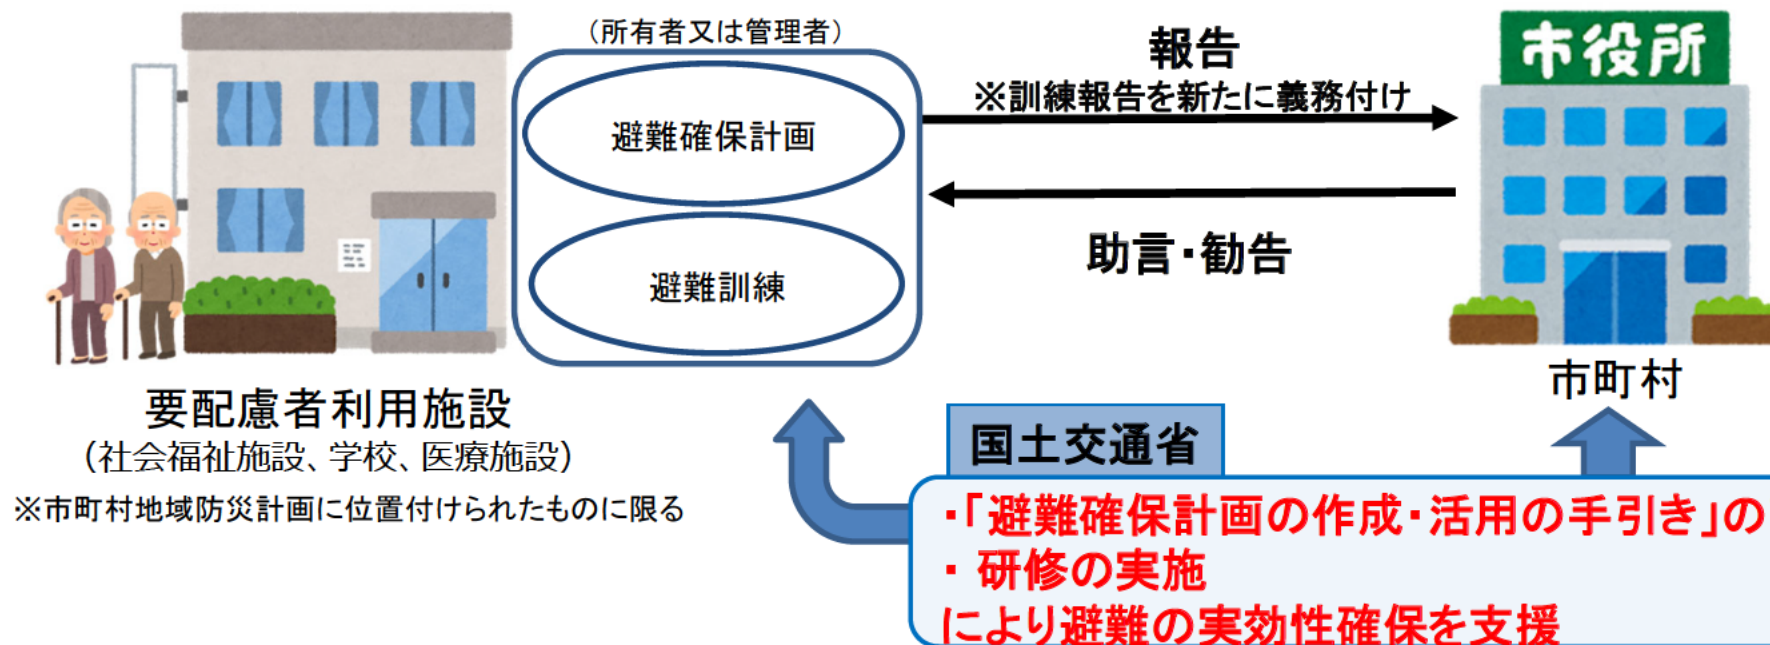 （所有者又は管理者）
避難確保計画
避難訓練
報告
※訓練報告を新たに義務付け
助言・勧告
市役所
市町村
要配慮者利用施設
（社会福祉施設、学校、医療施設）
※市町村地域防災計画に位置付けられたものに限る
国土交通省
・「避難確保計画の作成・活用の手引き」の
・ 研修の実施
により避難の実効性確保を支援